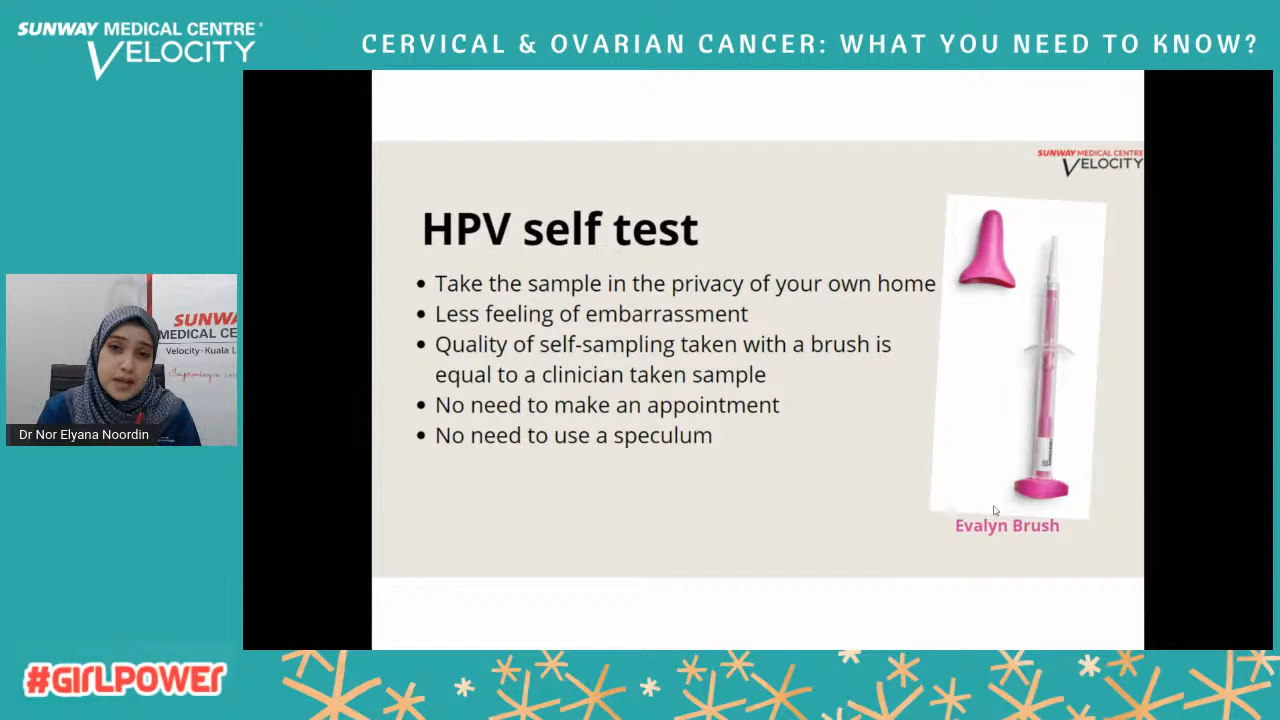 SUNWAY MEDICAL CENTRE
VELOCITY
CERVICAL & OVARIAN CANCER: WHAT YOU NEED TO KNOW?
SUNWAY MEDICAL CENTRE
VELOCITY
HPV self test
• Take the sample in the privacy of your own home
• Less feeling of embarrassment
• Quality of self-sampling taken with a brush is
equal to a clinician taken sample
• No need to make an appointment
• No need to use a speculum
Evalyn Brush
SUNW
MEDICAL CE
Velocity-Kuala L
Dr Nor Elyana Noordin
#GIRLPOWER